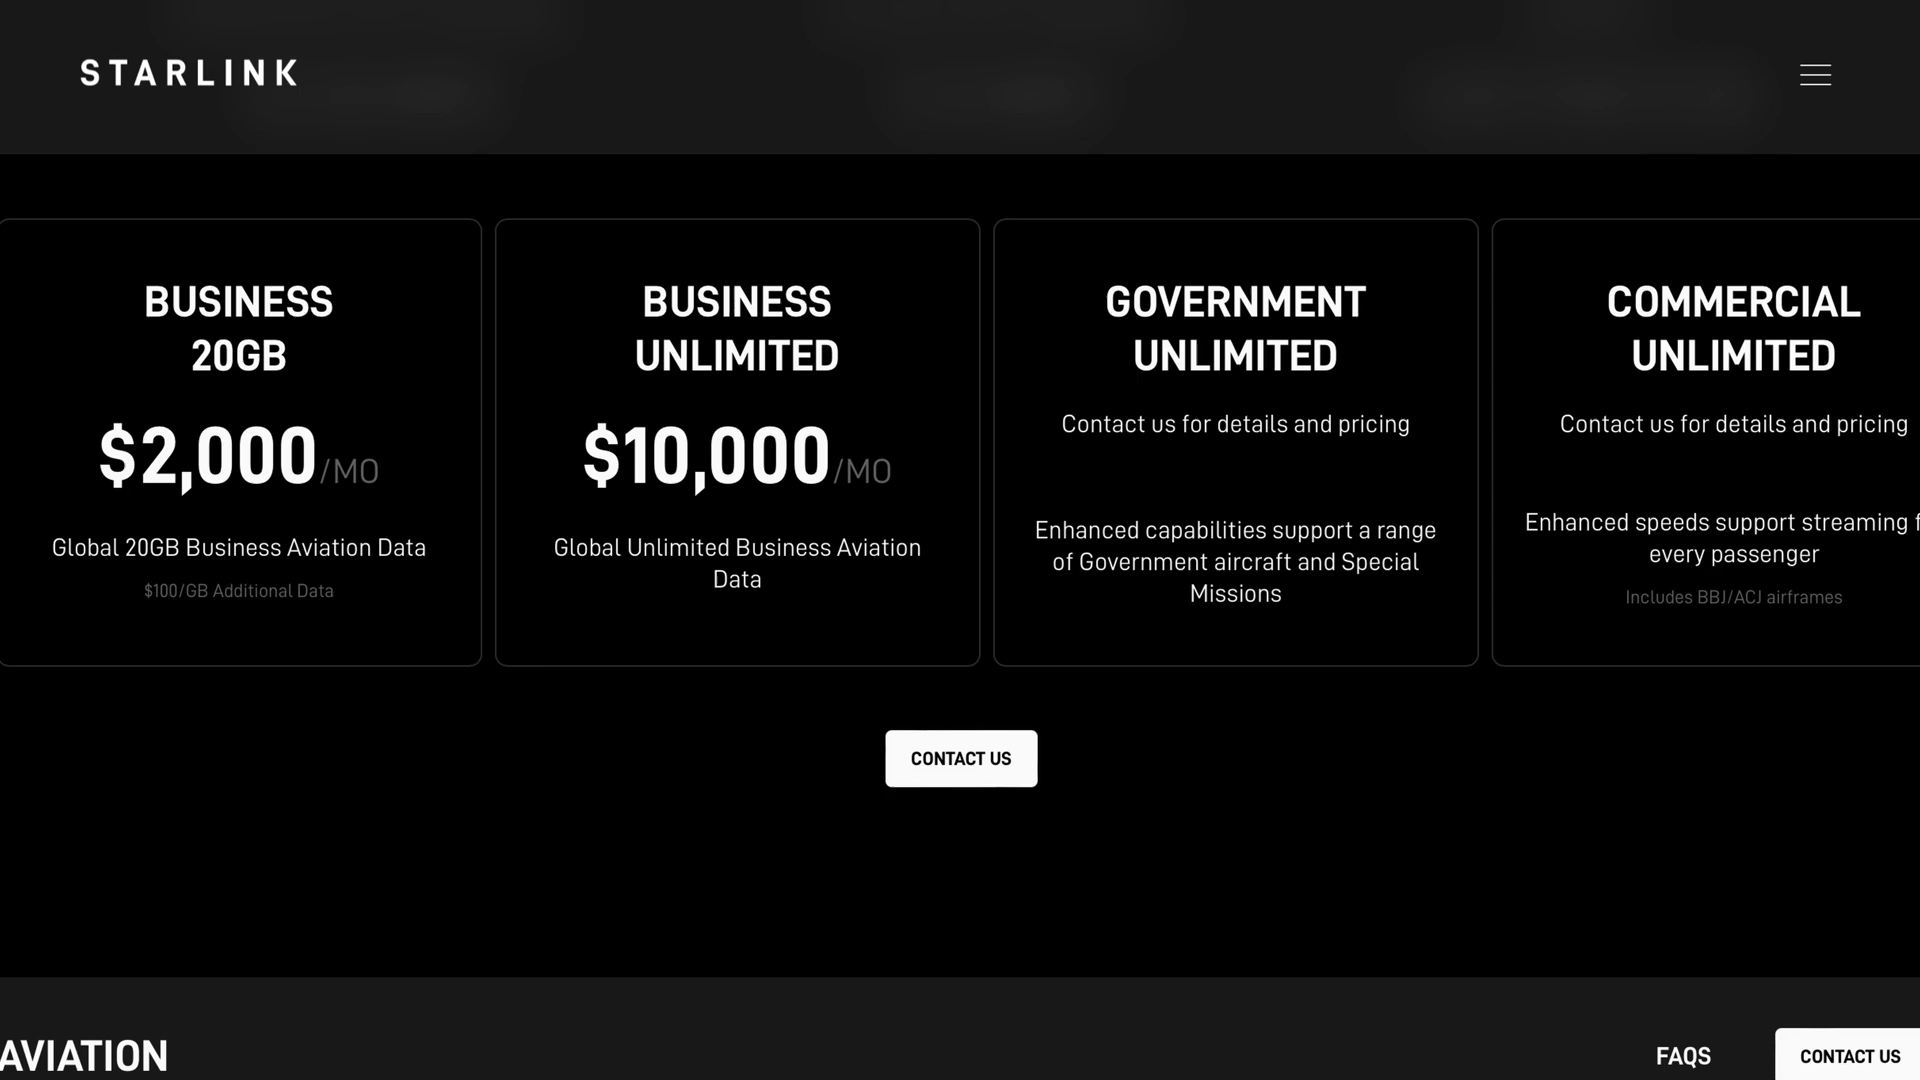 STARLINK
BUSINESS
20GB
$2,000/MO
Global 20GB Business Aviation Data
$100/GB Additional Data
BUSINESS
UNLIMITED
$10,000/MO
Global Unlimited Business Aviation
Data
GOVERNMENT
UNLIMITED
Contact us for details and pricing
Enhanced capabilities support a range
of Government aircraft and Special
Missions
COMMERCIAL
UNLIMITED
Contact us for details and pricing
Enhanced speeds support streaming
every passenger
Includes BBJ/ACJ airframes
CONTACT US
AVIATION
FAQS
CONTACT US